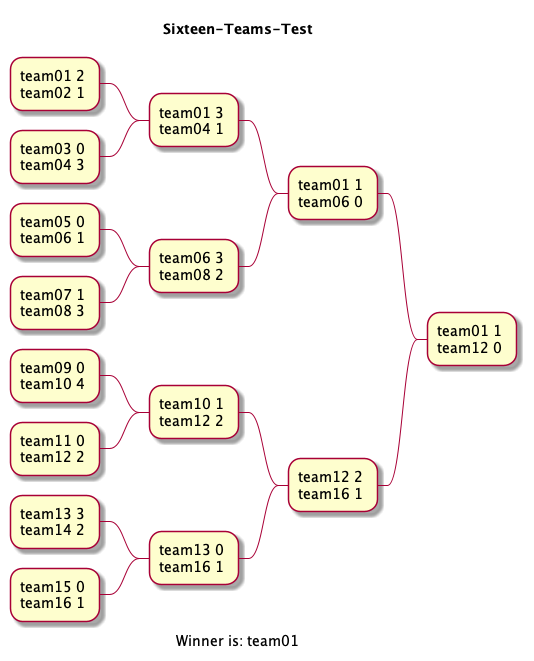 Sixteen-Teams-Test
team01 2
team02 1
team03 0
team04 3
team05 0
team06 1
team07 1
team08 3
team09 0
team10 4
team11 0
team12 2
team13 3
team14 2
team15 0
team16 1
team01 3
team04 1
team06 3
team08 2
team10 1
team12 2
team13 0
team16 1
team01 1
team06 0
team12 2
team16 1
team01 1
team12 0
Winner is: team01